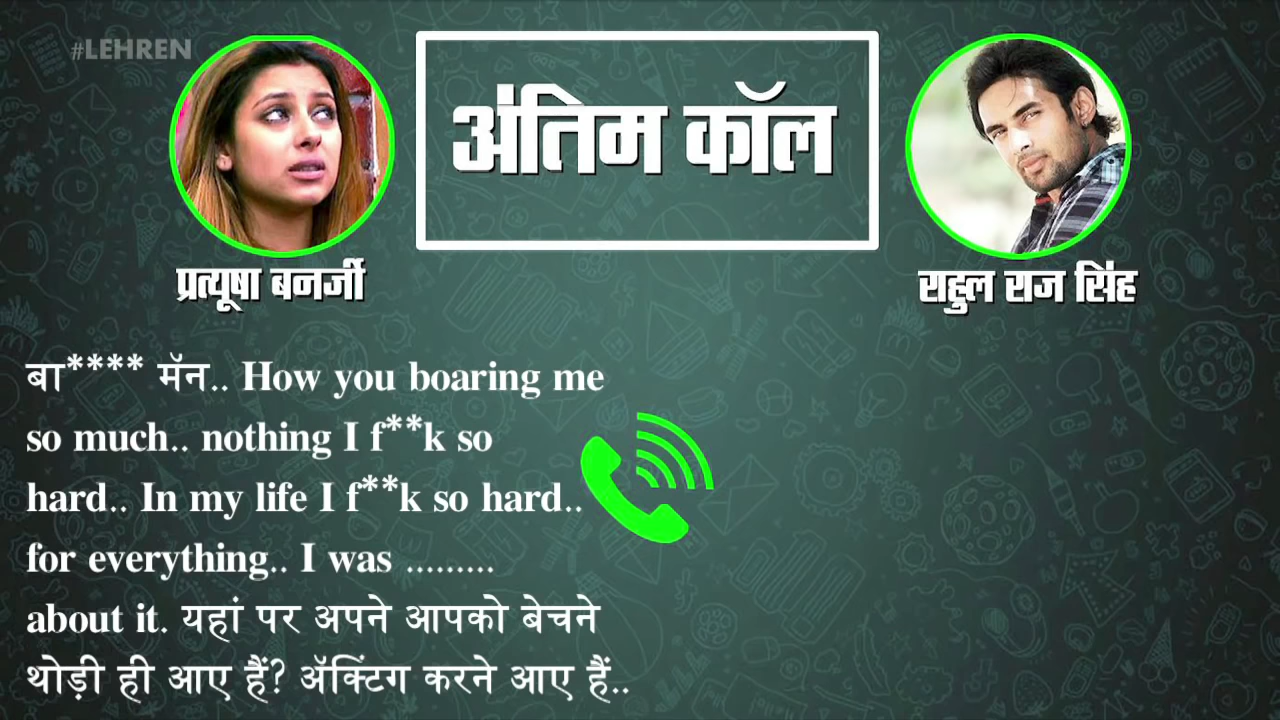 #LEHREN
अंतिम कॉल
प्रत्यूषा बनर्जी
राहुल राज सिंह
बा**** मॅन.. How you boaring me
so much.. nothing I f**k so
hard.. In my life I f**k so hard..
for everything.. I was .........
about it. यहां पर अपने आपको बेचने
थोड़ी ही आए हैं? ॲक्टिंग करने आए हैं..